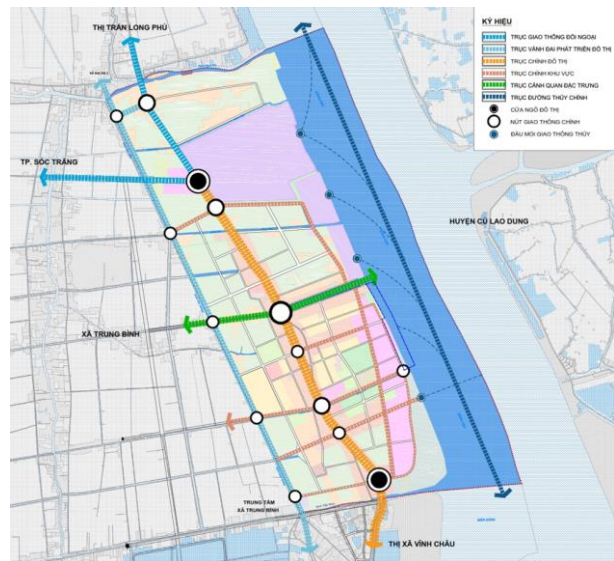 THỊ TRẤN LONG PHÚ
TP. SÓC TRĂNG
XÃ TRUNG BÌNH
HUYỆN CÙ LAO DUNG
TRUNG TÂM
XÃ TRUNG BÌNH
THỊ XÃ VĨNH CHÂU
KÝ HIỆU
TRỤC GIAO THÔNG ĐỐI NGOẠI
TRỤC VÀNH ĐAI PHÁT TRIỂN ĐÔ THỊ
TRỤC CHÍNH ĐÔ THỊ
TRỤC CHÍNH KHU VỰC
TRỤC CẢNH QUAN ĐẶC TRƯNG
TRỤC ĐƯỜNG THỦY CHÍNH
CỬA NGÕ ĐÔ THỊ
NÚT GIAO THÔNG CHÍNH
ĐẦU MỐI GIAO THÔNG THỦY